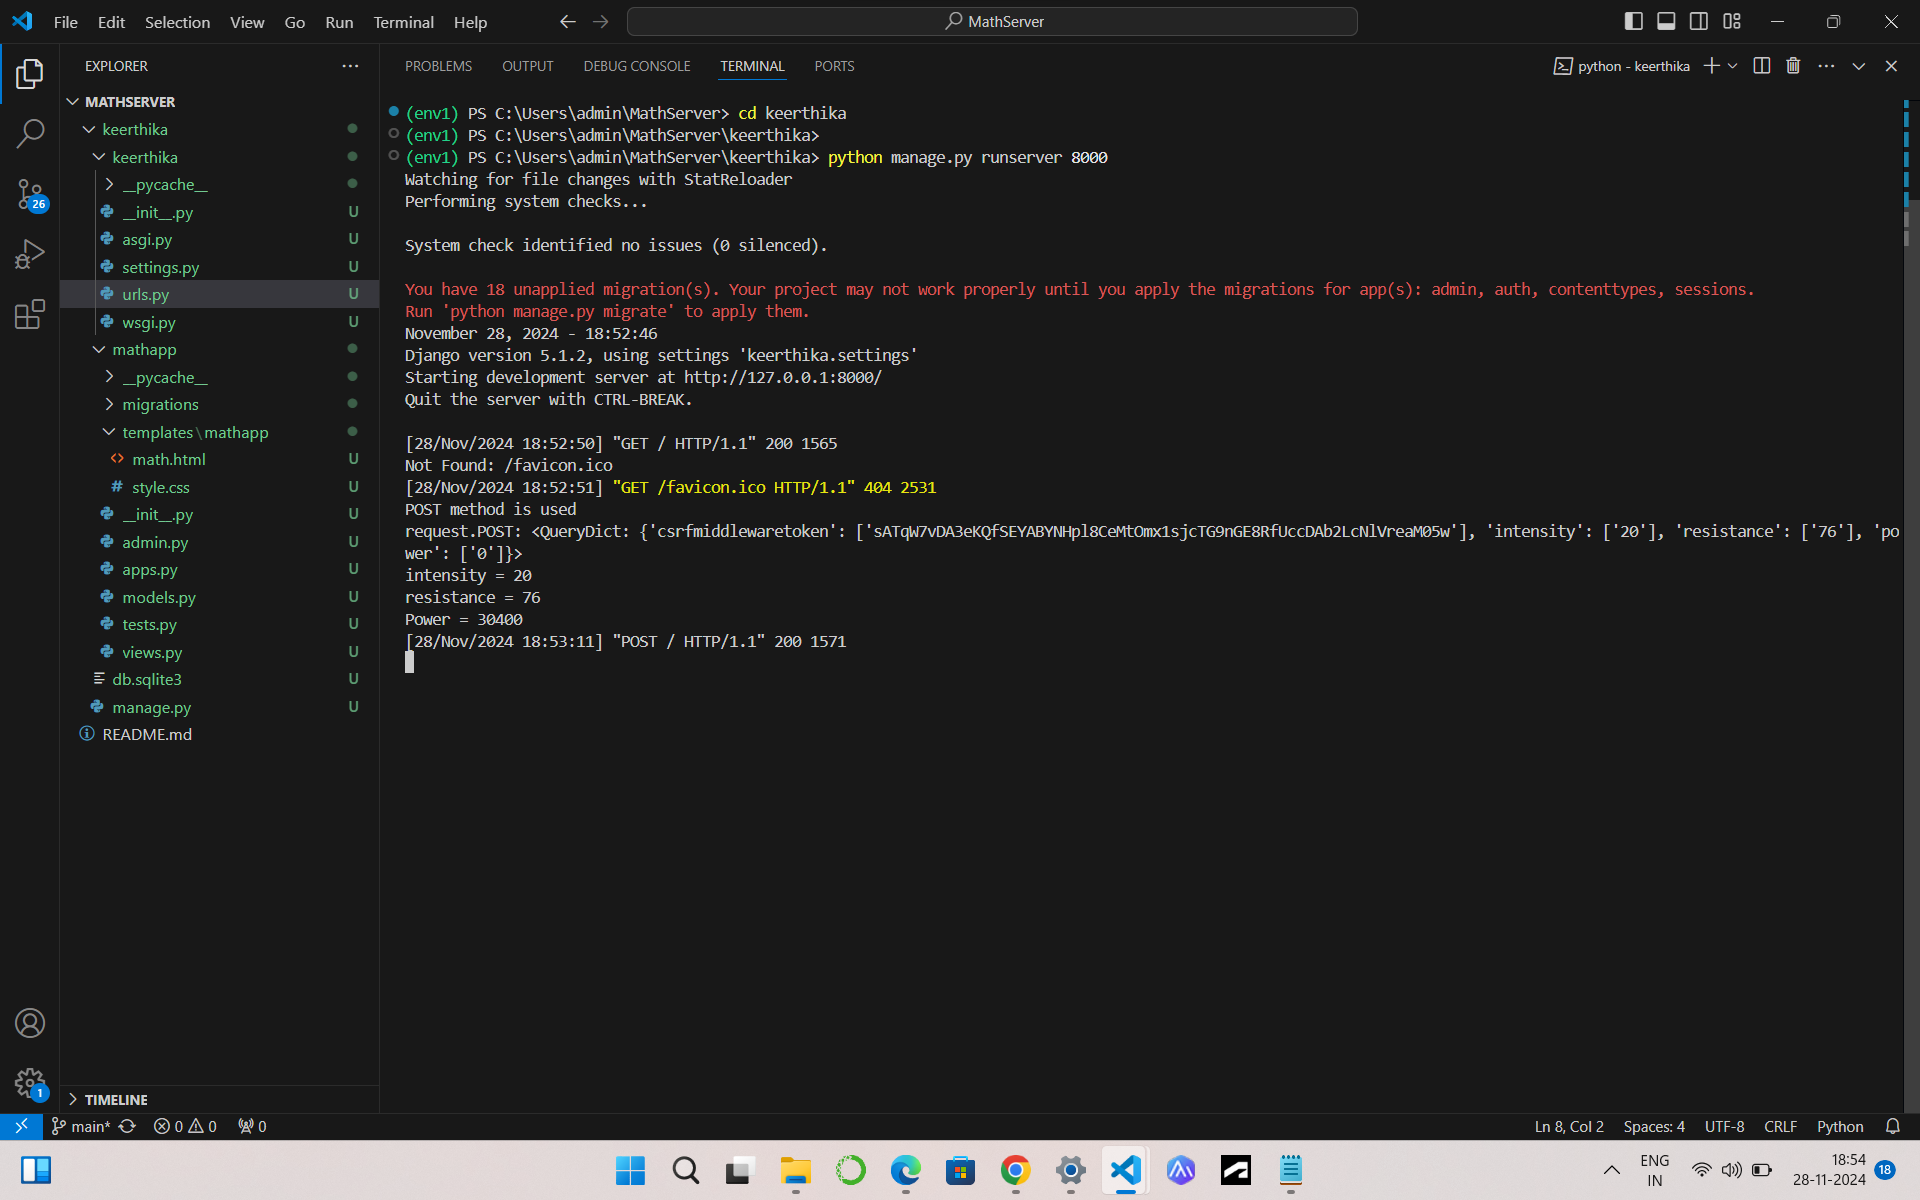 File Edit Selection View Go Run Terminal Help
MathServer
EXPLORER
MATHSERVER
keerthika
keerthika
__pycache__
__init__.py U
asgi.py U
settings.py U
urls.py U
wsgi.py U
mathapp
__pycache__
migrations
templates\mathapp
math.html U
style.css U
__init__.py U
admin.py U
apps.py U
models.py U
tests.py U
views.py U
db.sqlite3 U
manage.py U
README.md
TIMELINE
26
1
PROBLEMS OUTPUT DEBUG CONSOLE TERMINAL PORTS
python - keerthika
(env1) PS C:\Users\admin\MathServer> cd keerthika
(env1) PS C:\Users\admin\MathServer\keerthika>
(env1) PS C:\Users\admin\MathServer\keerthika> python manage.py runserver 8000
Watching for file changes with StatReloader
Performing system checks...
System check identified no issues (0 silenced).
You have 18 unapplied migration(s). Your project may not work properly until you apply the migrations for app(s): admin, auth, contenttypes, sessions.
Run 'python manage.py migrate' to apply them.
November 28, 2024 - 18:52:46
Django version 5.1.2, using settings 'keerthika.settings'
Starting development server at http://127.0.0.1:8000/
Quit the server with CTRL-BREAK.
[28/Nov/2024 18:52:50] "GET / HTTP/1.1" 200 1565
Not Found: /favicon.ico
[28/Nov/2024 18:52:51] "GET /favicon.ico HTTP/1.1" 404 2531
POST method is used
request.POST: <QueryDict: {'csrfmiddlewaretoken': ['sATqW7vDA3eKQfSEYABYNHpl8CeMtOmx1sjcTG9nGE8RfUccDAb2LcNlVreaM05w'], 'intensity': ['20'], 'resistance': ['76'], 'po
wer': ['0']}>
intensity = 20
resistance = 76
Power = 30400
[28/Nov/2024 18:53:11] "POST / HTTP/1.1" 200 1571
main* 0 0 0
Ln 8, Col 2 Spaces: 4 UTF-8 CRLF Python
ENG
IN
18:54
28-11-2024
18